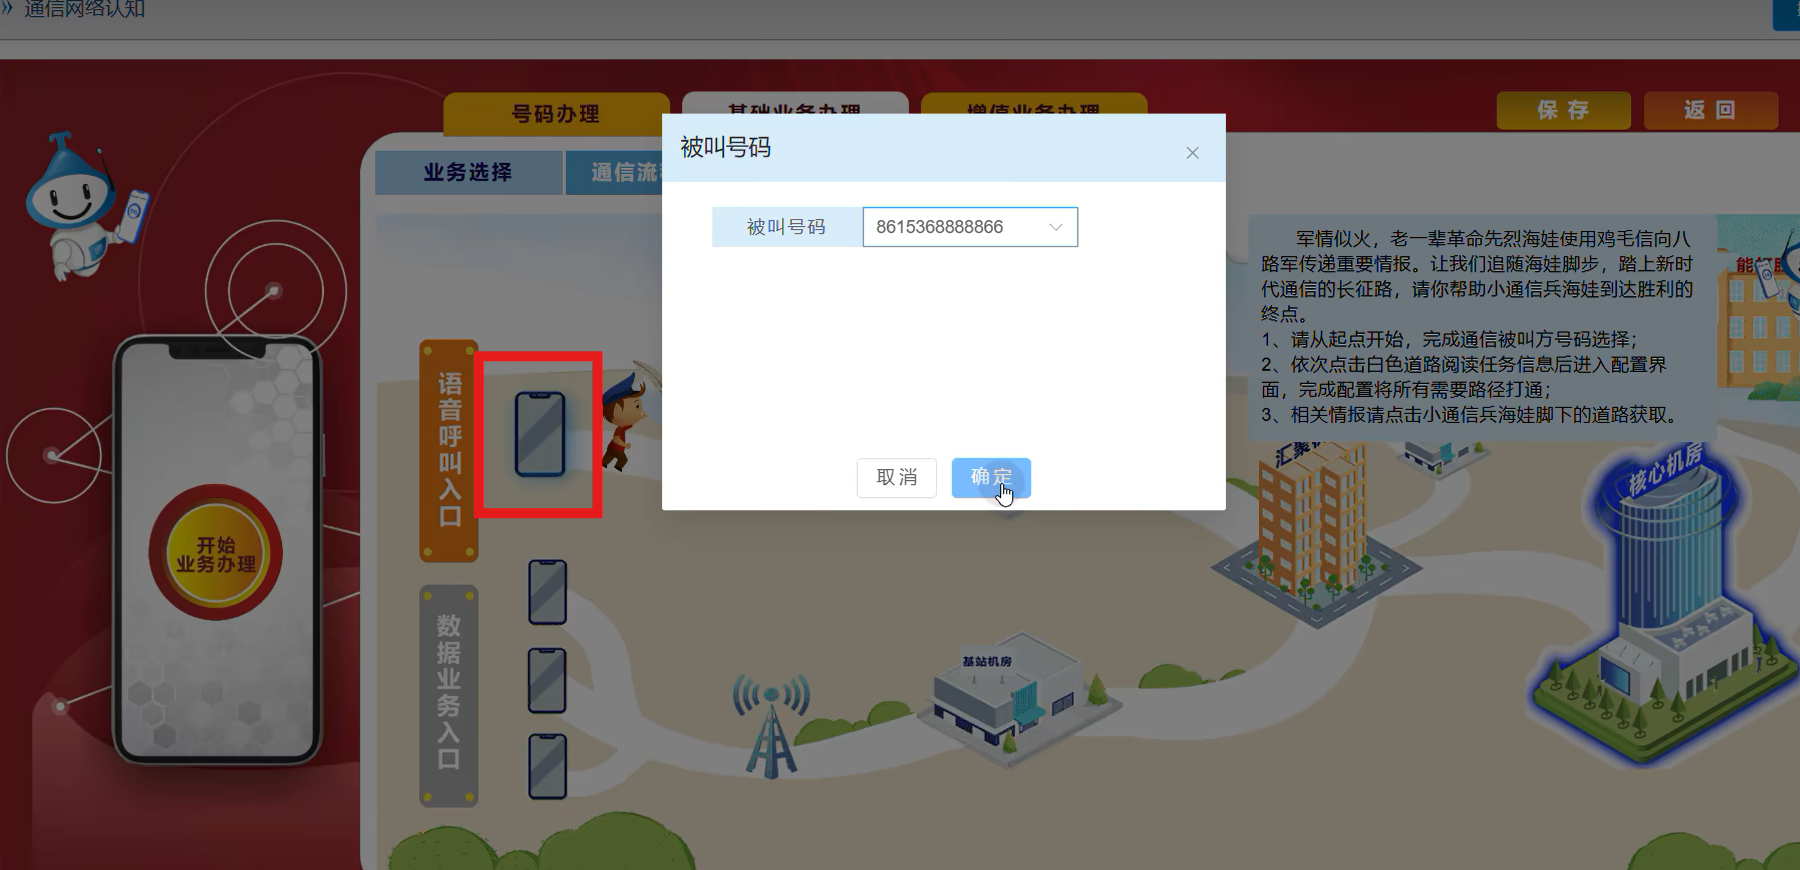 » 通信网络认知
号码办理
基础业务办理
增值业务办理
保存
返回
业务选择
通信流
被叫号码
×
被叫号码
8615368888866
取消
确定
军情似火，老一辈革命先烈海娃使用鸡毛信向八
路军传递重要情报。让我们追随海娃脚步，踏上新时
代通信的长征路，请你帮助小通信兵海娃到达胜利的
终点。
1、请从起点开始，完成通信被叫方号码选择；
2、依次点击白色道路阅读任务信息后进入配置界
面，完成配置将所有需要路径打通；
3、相关情报请点击小通信兵海娃脚下的道路获取。
语音呼叫入口
数据业务入口
开始
业务办理
基站机房
汇聚
核心机房